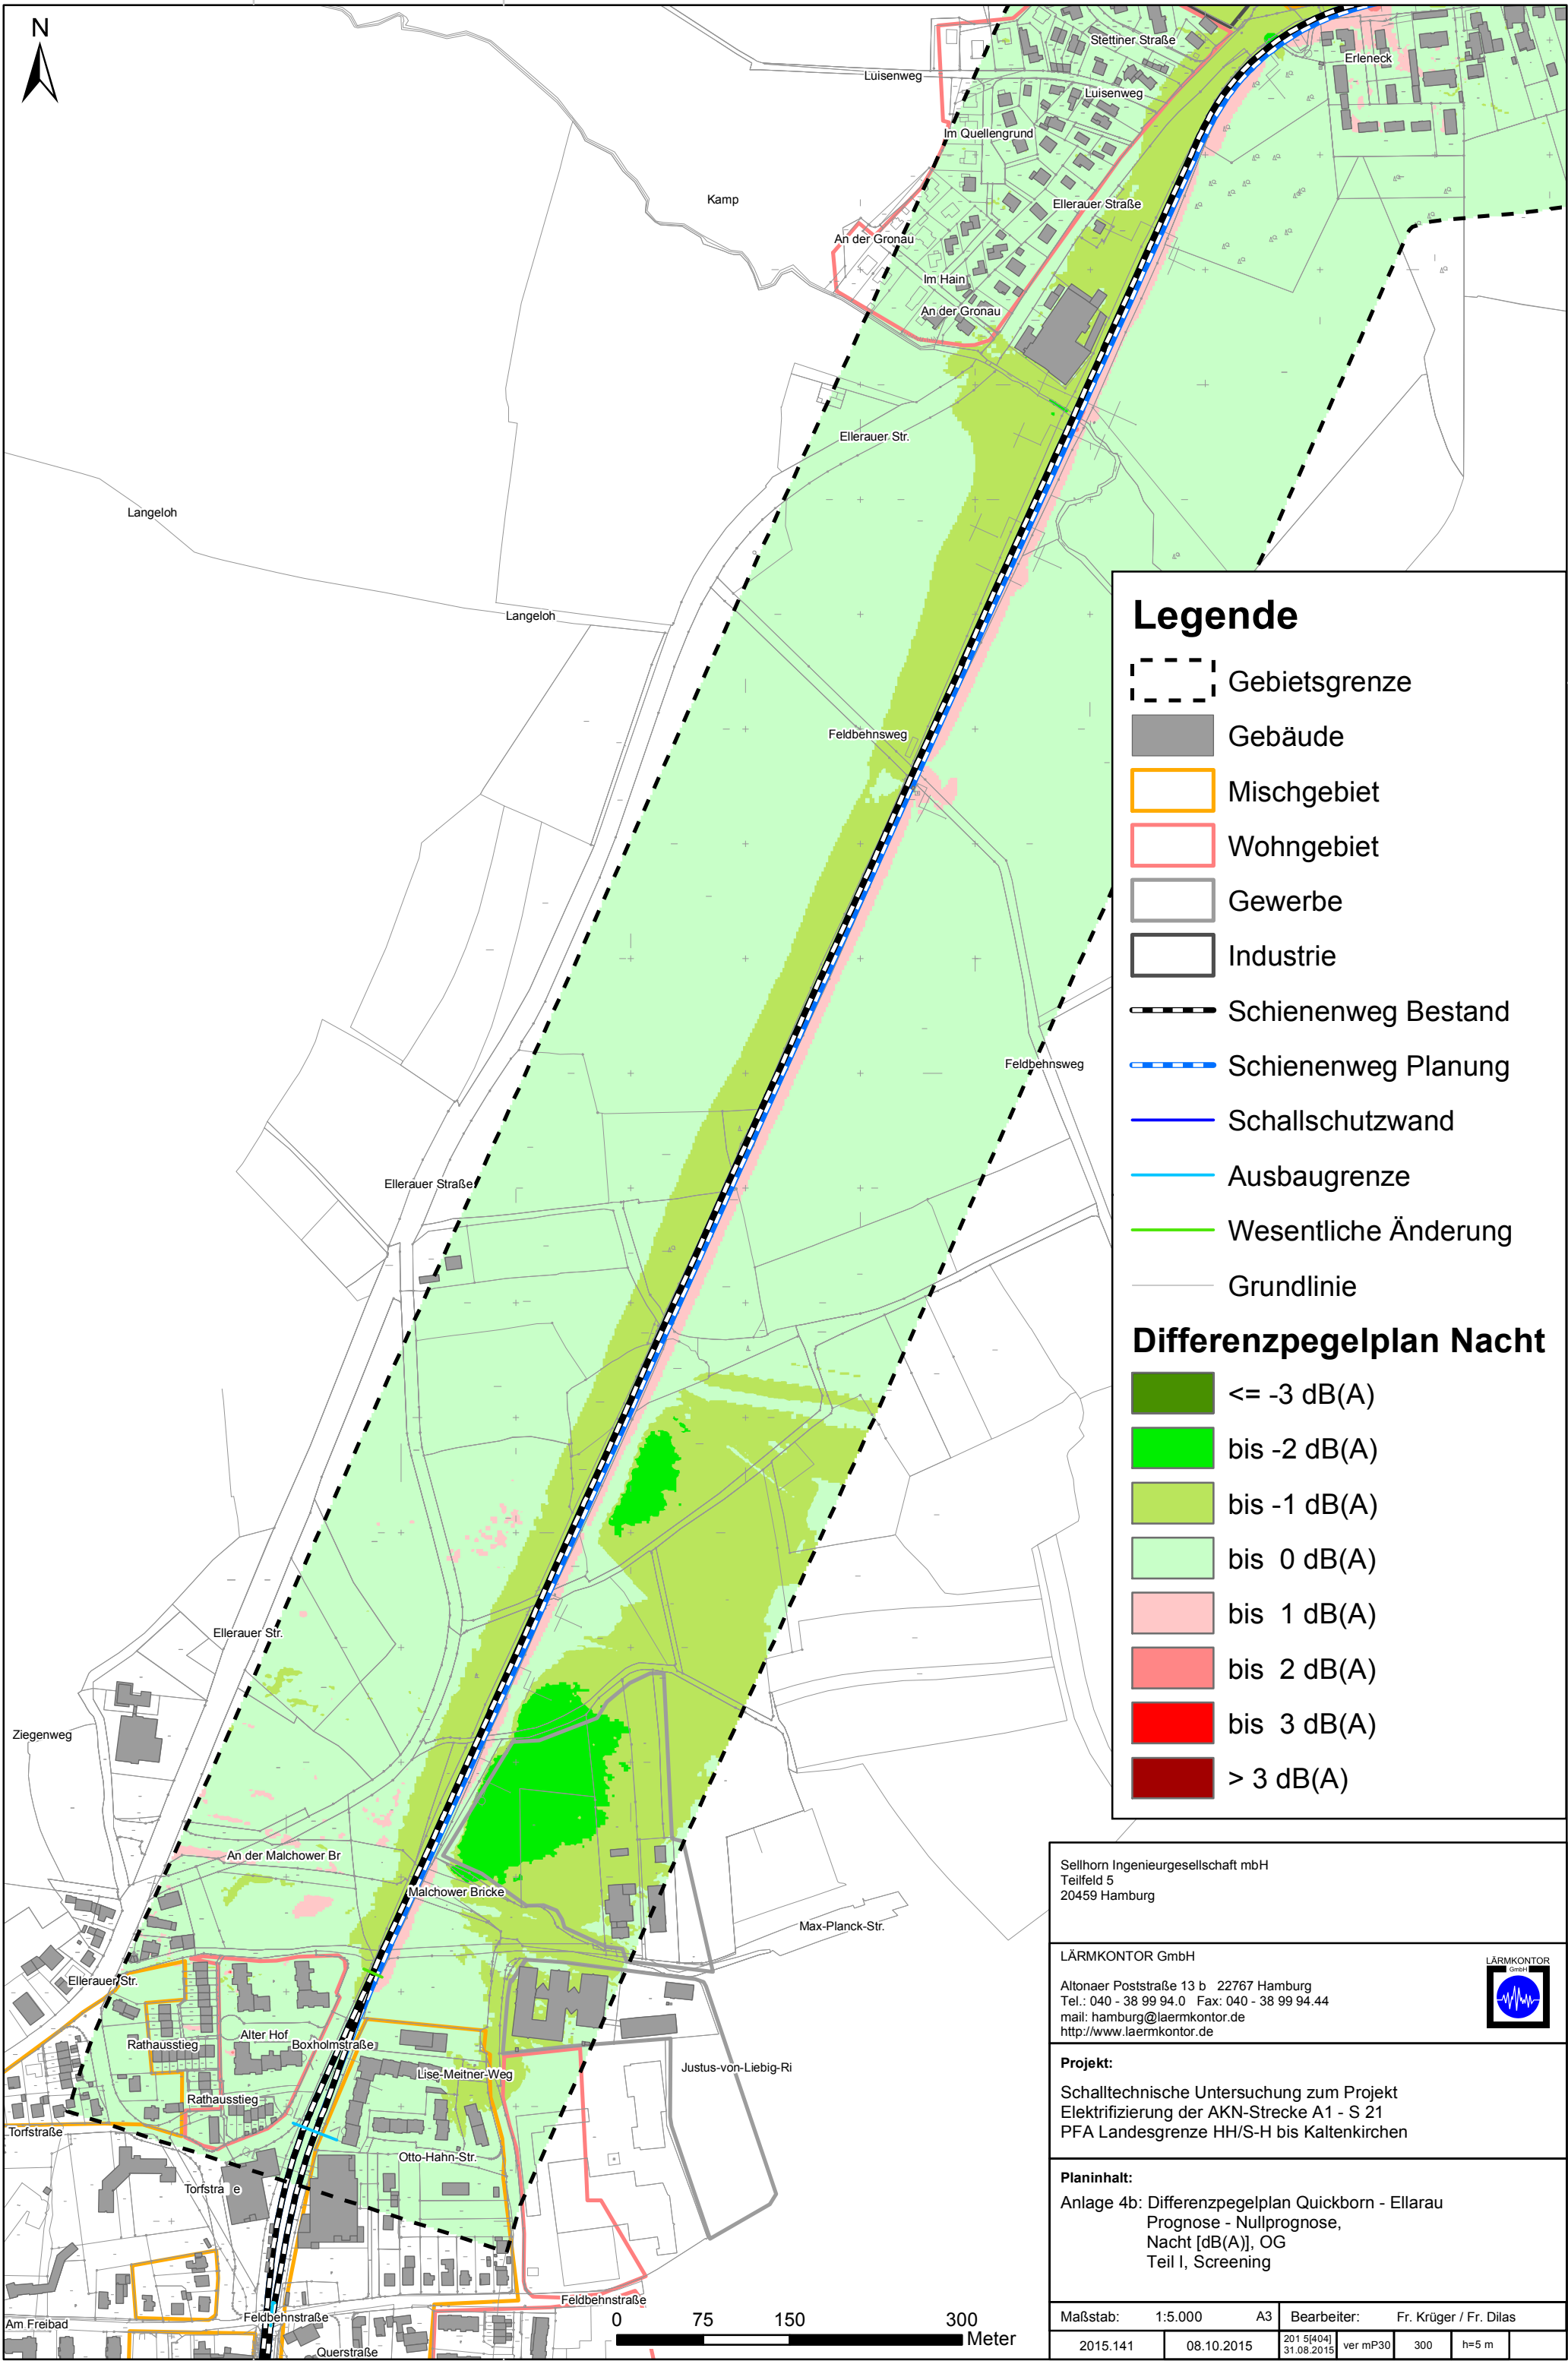 N
Stettiner Straße
Erleneck
Luisenweg
Luisenweg
Im Quellengrund
Kamp
Ellerauer Straße
An der Gronau
Im Hain
An der Gronau
Ellerauer Str.
Langeloh
Langeloh
Feldbehnsweg
Feldbehnsweg
Ellerauer Straße
Ellerauer Str.
Ziegenweg
An der Malchower Br
Malchower Bricke
Max-Planck-Str.
Ellerauer Str.
Rathausstieg
Alter Hof
Boxholmstraße
Lise-Meitner-Weg
Justus-von-Liebig-Ri
Rathausstieg
Torfstraße
Otto-Hahn-Str.
Torfstra e
Feldbehnstraße
Feldbehnstraße
Am Freibad
Querstraße
0 75 150 300
Meter
Legende
Gebietsgrenze
Gebäude
Mischgebiet
Wohngebiet
Gewerbe
Industrie
Schienenweg Bestand
Schienenweg Planung
Schallschutzwand
Ausbaugrenze
Wesentliche Änderung
Grundlinie
Differenzpegelplan Nacht
<= -3 dB(A)
bis -2 dB(A)
bis -1 dB(A)
bis 0 dB(A)
bis 1 dB(A)
bis 2 dB(A)
bis 3 dB(A)
> 3 dB(A)
Sellhorn Ingenieurgesellschaft mbH
Teilfeld 5
20459 Hamburg
LÄRMKONTOR GmbH
Altonaer Poststraße 13 b 22767 Hamburg
Tel.: 040 - 38 99 94.0 Fax: 040 - 38 99 94.44
mail: hamburg@laermkontor.de
http://www.laermkontor.de
LÄRMKONTOR
GmbH
Projekt:
Schalltechnische Untersuchung zum Projekt
Elektrifizierung der AKN-Strecke A1 - S 21
PFA Landesgrenze HH/S-H bis Kaltenkirchen
Planinhalt:
Anlage 4b: Differenzpegelplan Quickborn - Ellarau
Prognose - Nullprognose,
Nacht [dB(A)], OG
Teil I, Screening
Maßstab: 1:5.000 A3 Bearbeiter: Fr. Krüger / Fr. Dilas
2015.141 08.10.2015 201 5[404] 31.08.2015 ver mP30 300 h=5 m